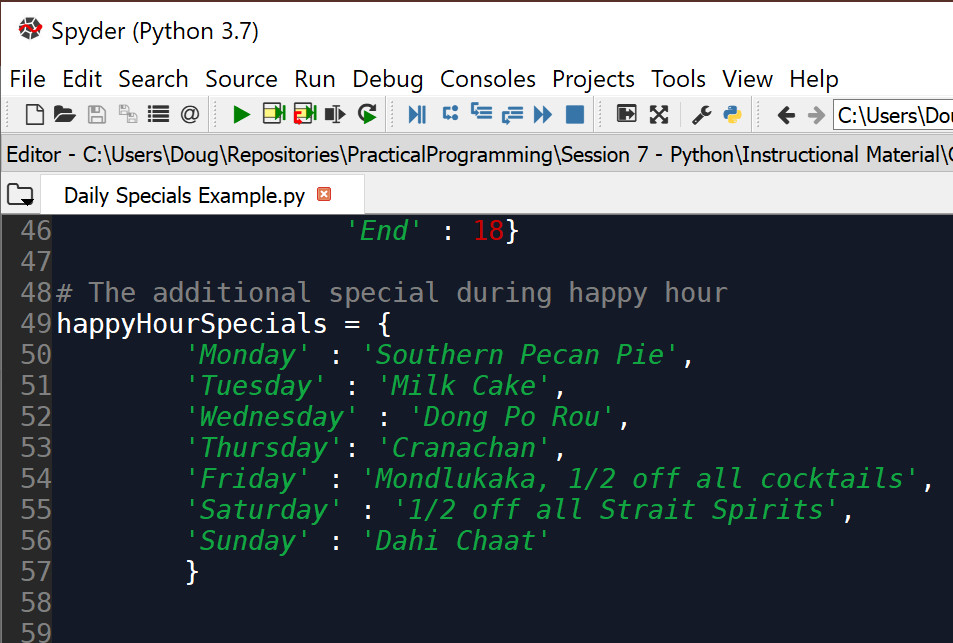 Spyder (Python 3.7)
File Edit Search Source Run Debug Consoles Projects Tools View Help
C:\Users\Dou
Editor - C:\Users\Doug\Repositories\PracticalProgramming\Session 7 - Python\Instructional Material\
Daily Specials Example.py
46 'End' : 18}
47
48 # The additional special during happy hour
49 happyHourSpecials = {
50 'Monday' : 'Southern Pecan Pie',
51 'Tuesday' : 'Milk Cake',
52 'Wednesday' : 'Dong Po Rou',
53 'Thursday': 'Cranachan',
54 'Friday' : 'Mondlukaka, 1/2 off all cocktails',
55 'Saturday' : '1/2 off all Strait Spirits',
56 'Sunday' : 'Dahi Chaat'
57 }
58
59